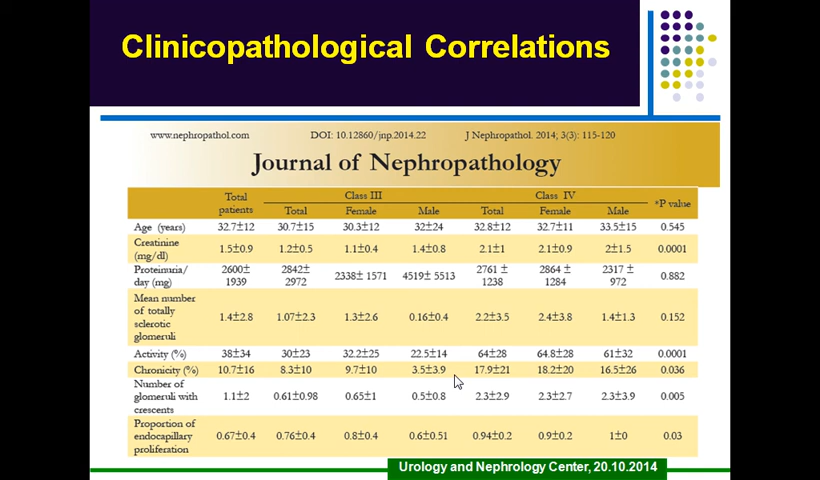 Clinicopathological Correlations
www.nephropathol.com DOI: 10.12860/jnp.2014.22 J Nephropathol. 2014; 3(3): 115-120
Journal of Nephropathology
Total patients Class III Class IV *P value
Total Female Male Total Female Male
Age (years) 32.7±12 30.7±15 30.3±12 32±24 32.8±12 32.7±11 33.5±15 0.545
Creatinine (mg/dl) 1.5±0.9 1.2±0.5 1.1±0.4 1.4±0.8 2.1±1 2.1±0.9 2±1.5 0.0001
Proteinuria/ day (mg) 2600± 1939 2842± 2972 2338± 1571 4519± 5513 2761 ± 1238 2864 ± 1284 2317 ± 972 0.882
Mean number of totally sclerotic glomeruli 1.4±2.8 1.07±2.3 1.3±2.6 0.16±0.4 2.2±3.5 2.4±3.8 1.4±1.3 0.152
Activity (%) 38±34 30±23 32.2±25 22.5±14 64±28 64.8±28 61±32 0.0001
Chronicity (%) 10.7±16 8.3±10 9.7±10 3.5±3.9 17.9±21 18.2±20 16.5±26 0.036
Number of glomeruli with crescents 1.1±2 0.61±0.98 0.65±1 0.5±0.8 2.3±2.9 2.3±2.7 2.3±3.9 0.005
Proportion of endocapillary proliferation 0.67±0.4 0.76±0.4 0.8±0.4 0.6±0.51 0.94±0.2 0.9±0.2 1±0 0.03
Urology and Nephrology Center, 20.10.2014